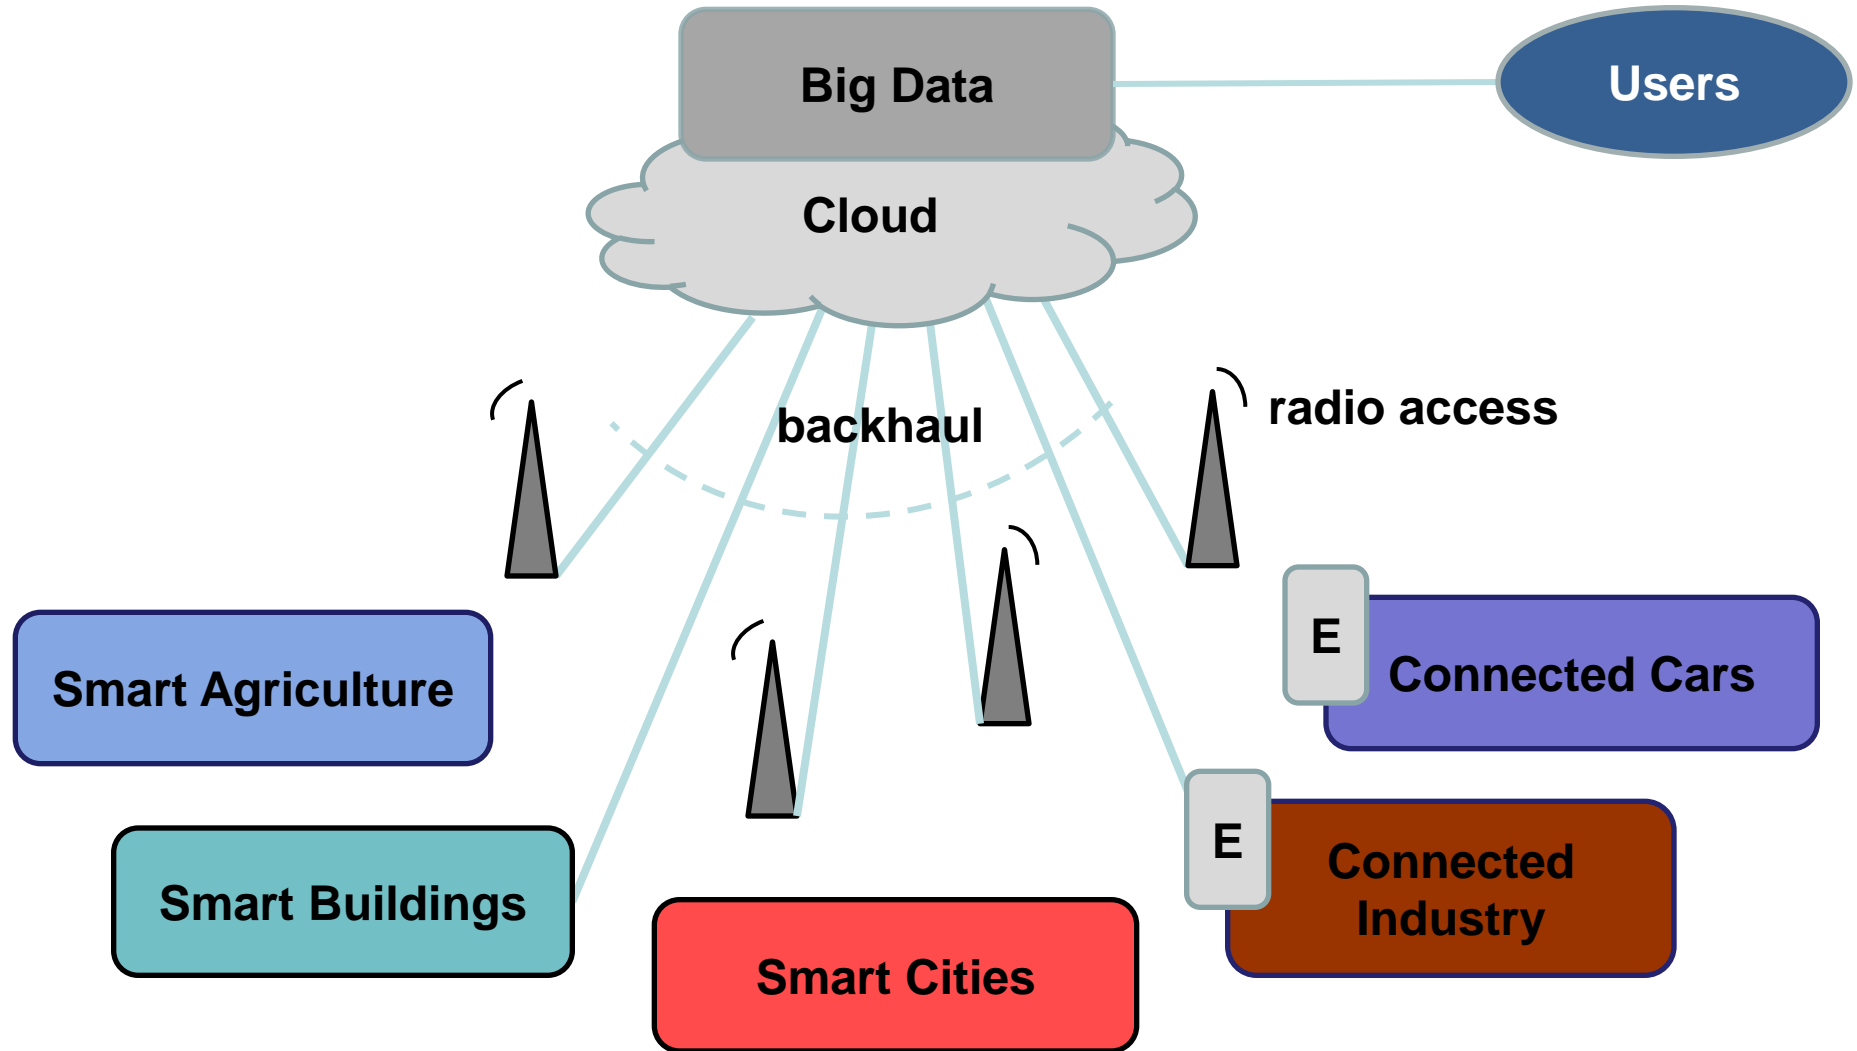 Big Data
Users
Cloud
backhaul
radio access
E
Smart Agriculture
Connected Cars
E
Smart Buildings
Connected
Industry
Smart Cities